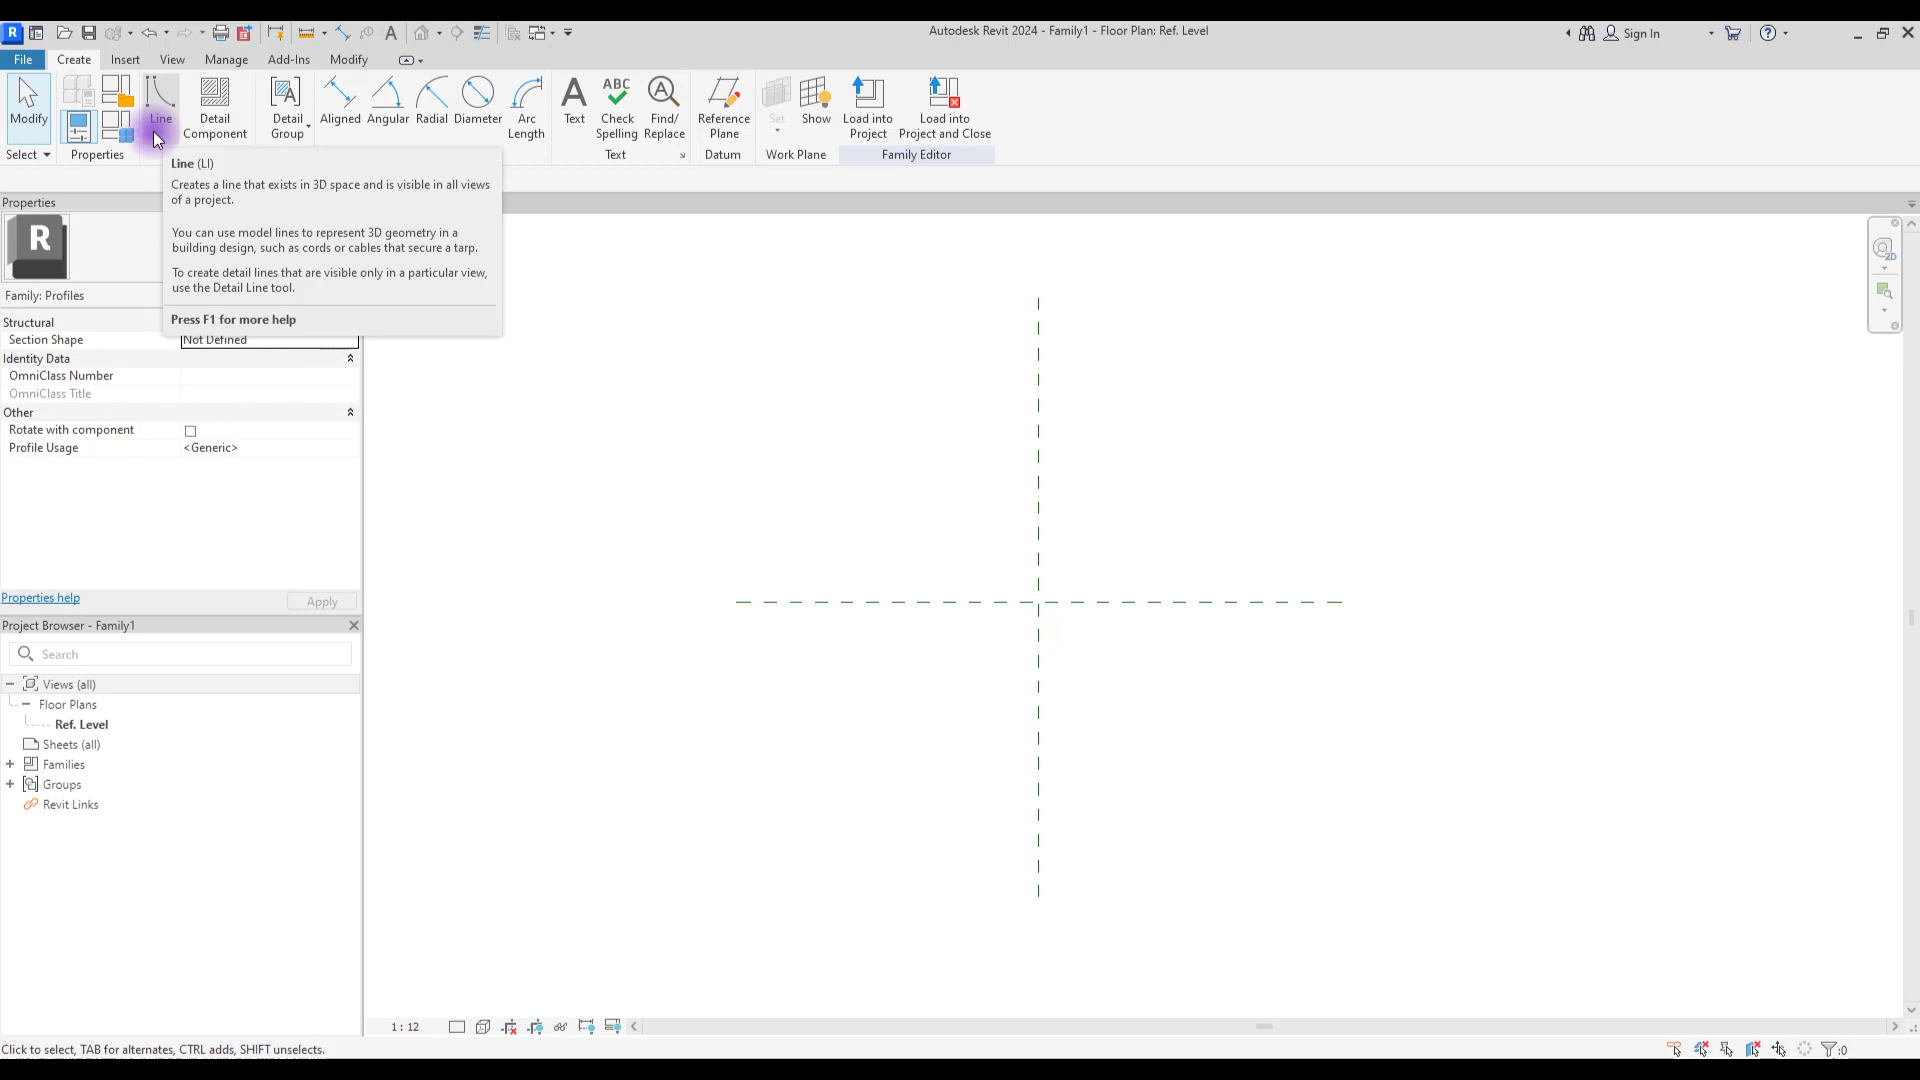 R
Autodesk Revit 2024 - Family1 - Floor Plan: Ref. Level
Sign In
File
Create
Insert
View
Manage
Add-Ins
Modify
Modify
Line
Detail
Component
Detail
Group
Aligned
Angular
Radial
Diameter
Arc
Length
A
Text
ABC
Check
Spelling
Find/
Replace
Reference
Plane
Set
Show
Load into
Project
Load into
Project and Close
Select
Properties
Text
Datum
Work Plane
Family Editor
Line (LI)
Creates a line that exists in 3D space and is visible in all views
of a project.
You can use model lines to represent 3D geometry in a
building design, such as cords or cables that secure a tarp.
To create detail lines that are visible only in a particular view,
use the Detail Line tool.
Press F1 for more help
Properties
R
Family: Profiles
Structural
Section Shape
Not Defined
Identity Data
OmniClass Number
OmniClass Title
Other
Rotate with component
Profile Usage
<Generic>
Properties help
Apply
Project Browser - Family1
Search
Views (all)
Floor Plans
Ref. Level
Sheets (all)
Families
Groups
Revit Links
2D
1 : 12
Click to select, TAB for alternates, CTRL adds, SHIFT unselects.
:0